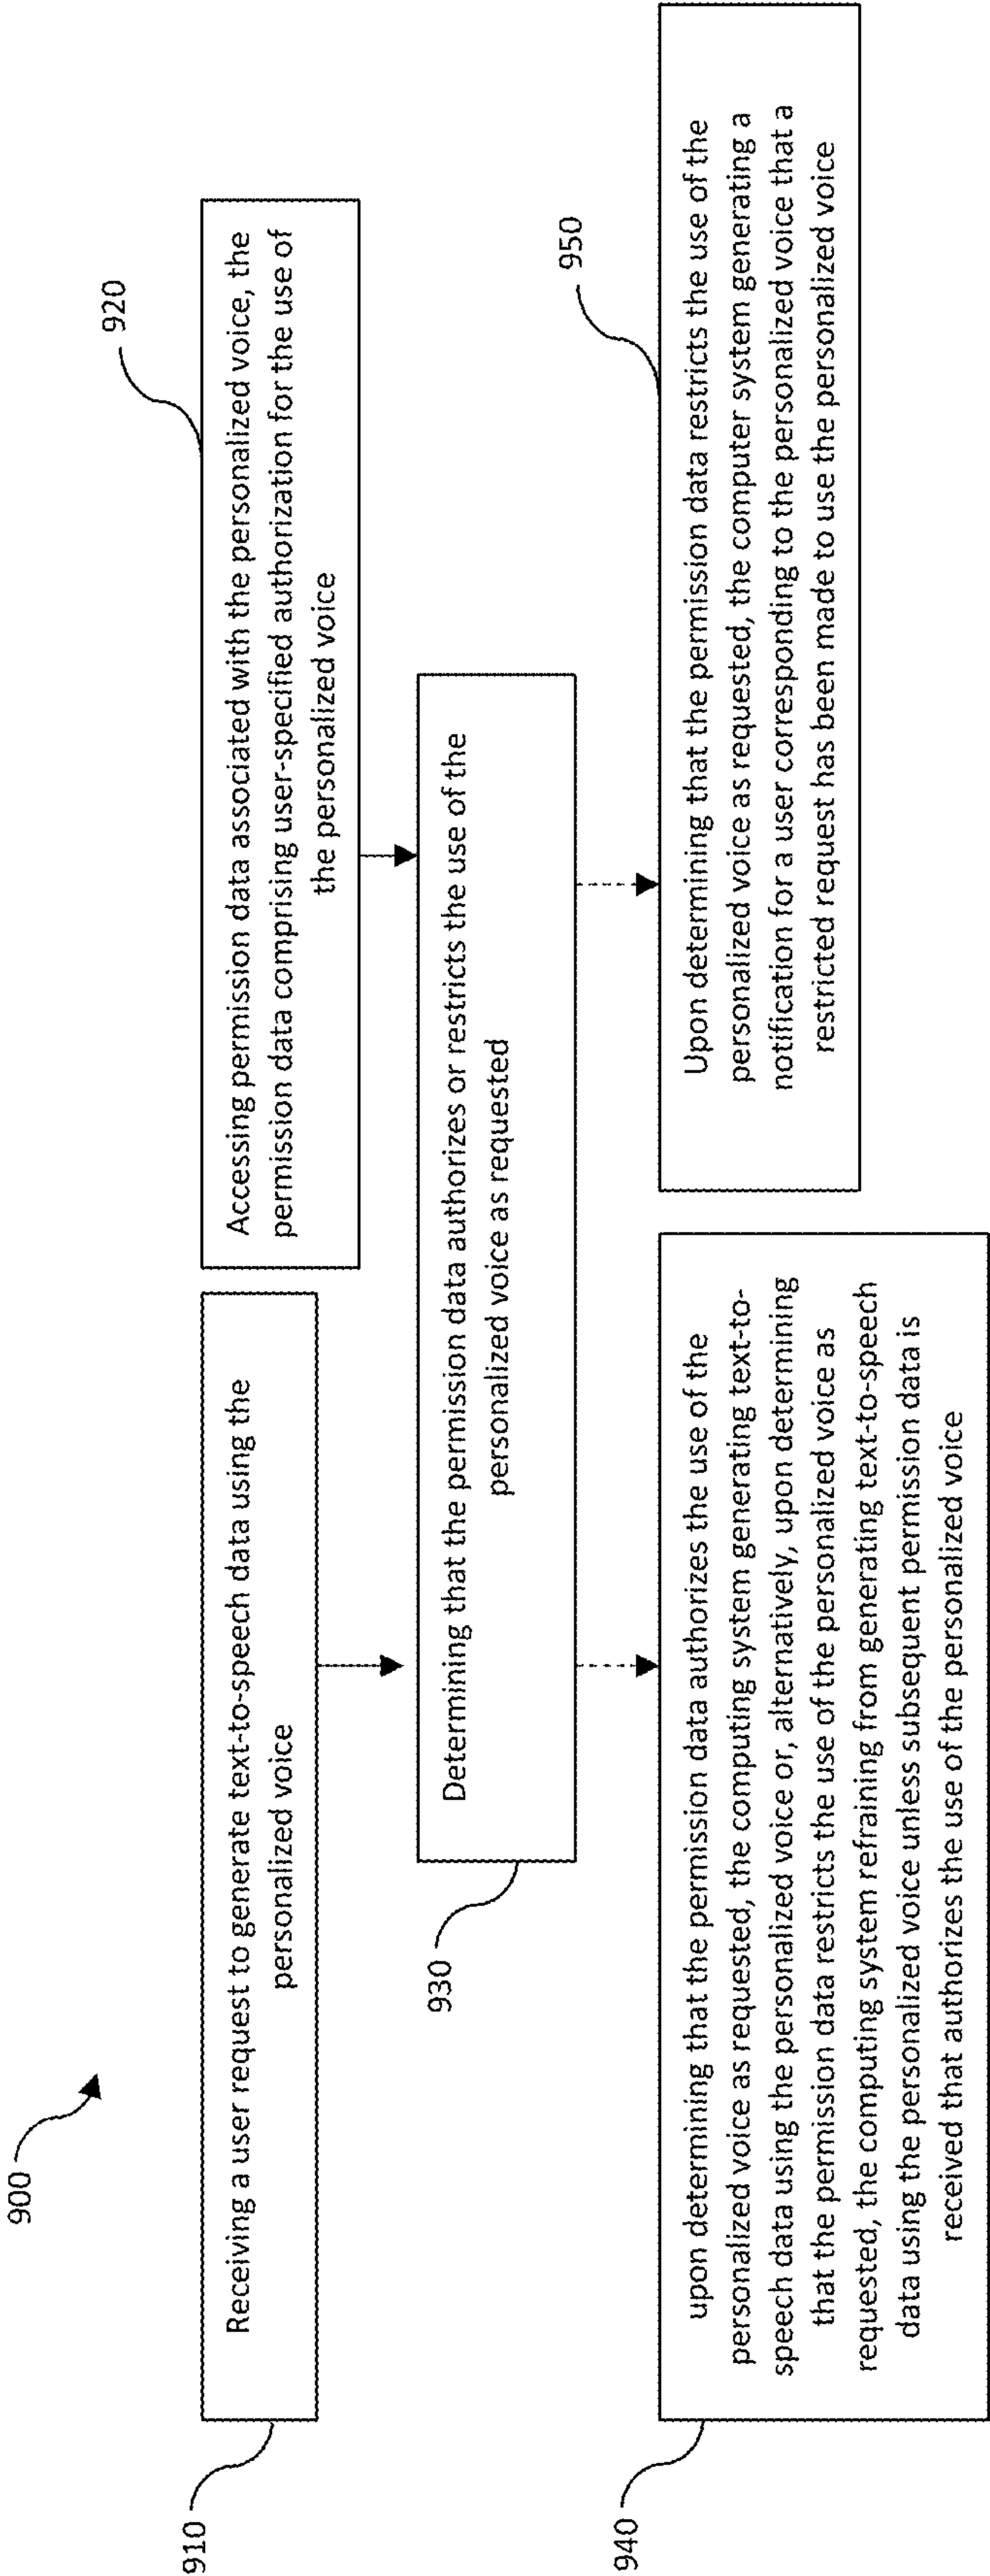 900
910
Receiving a user request to generate text-to-speech data using the
personalized voice
920
Accessing permission data associated with the personalized voice, the
permission data comprising user-specified authorization for the use of
the personalized voice
930
Determining that the permission data authorizes or restricts the use of the
personalized voice as requested
940
upon determining that the permission data authorizes the use of the
personalized voice as requested, the computing system generating text-to-
speech data using the personalized voice or, alternatively, upon determining
that the permission data restricts the use of the personalized voice as
requested, the computing system refraining from generating text-to-speech
data using the personalized voice unless subsequent permission data is
received that authorizes the use of the personalized voice
950
Upon determining that the permission data restricts the use of the
personalized voice as requested, the computer system generating a
notification for a user corresponding to the personalized voice that a
restricted request has been made to use the personalized voice